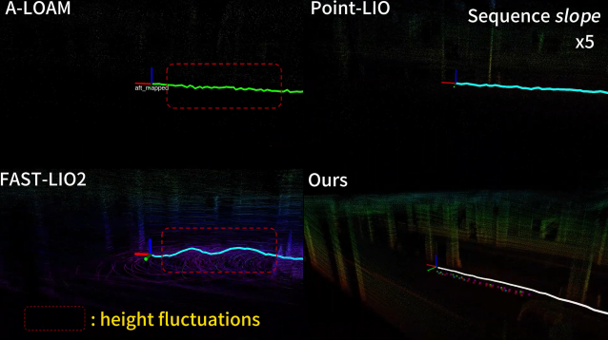 A-LOAM
Point-LIO
Sequence slope
x5
aft_mapped
FAST-LIO2
Ours
: height fluctuations